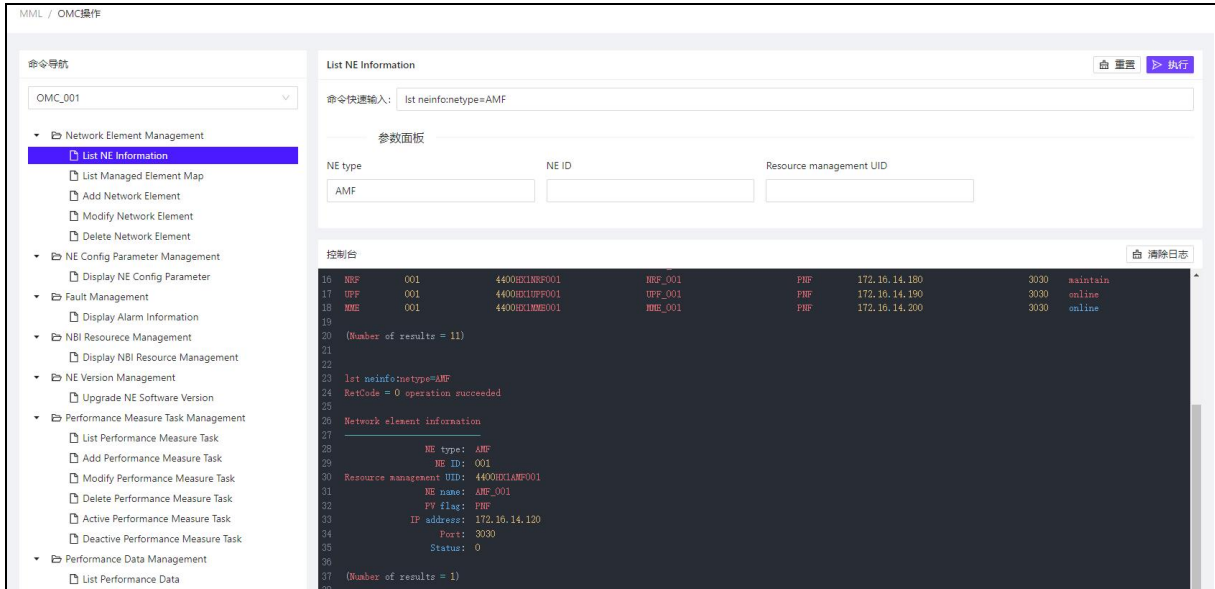 MML / OMC操作
命令导航
OMC_001
Network Element Management
List NE Information
List Managed Element Map
Add Network Element
Modify Network Element
Delete Network Element
NE Config Parameter Management
Display NE Config Parameter
Fault Management
Display Alarm Information
NBI Resourece Management
Display NBI Resource Management
NE Version Management
Upgrade NE Software Version
Performance Measure Task Management
List Performance Measure Task
Add Performance Measure Task
Modify Performance Measure Task
Delete Performance Measure Task
Active Performance Measure Task
Deactive Performance Measure Task
Performance Data Management
List Performance Data
List NE Information 重置 执行
命令快速输入: lst neinfo:netype=AMF
参数面板
NE type NE ID Resource management UID
AMF
控制台 清除日志
16 NRF 001 4400HX1NRF001 NRF_001 PNF 172.16.14.180 3030 maintain
17 UPF 001 4400HX1UPF001 UPF_001 PNF 172.16.14.190 3030 online
18 MME 001 4400HX1MME001 MME_001 PNF 172.16.14.200 3030 online
19
20 (Number of results = 11)
21
22
23 lst neinfo:netype=AMF
24 RetCode = 0 operation succeeded
25
26 Network element information
27
28 NE type: AMF
29 NE ID: 001
30 Resource management UID: 4400HX1AMF001
31 NE name: AMF_001
32 PV flag: PNF
33 IP address: 172.16.14.120
34 Port: 3030
35 Status: 0
36
37 (Number of results = 1)